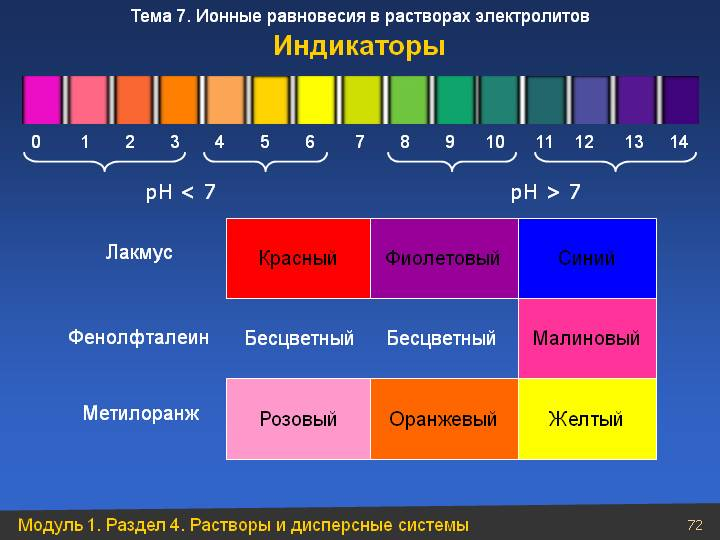 Тема 7. Ионные равновесия в растворах электролитов
Индикаторы
0 1 2 3 4 5 6 7 8 9 10 11 12 13 14
pH < 7 pH > 7
Лакмус Красный Фиолетовый Синий
Фенолфталеин Бесцветный Бесцветный Малиновый
Метилоранж Розовый Оранжевый Желтый
Модуль 1. Раздел 4. Растворы и дисперсные системы 72